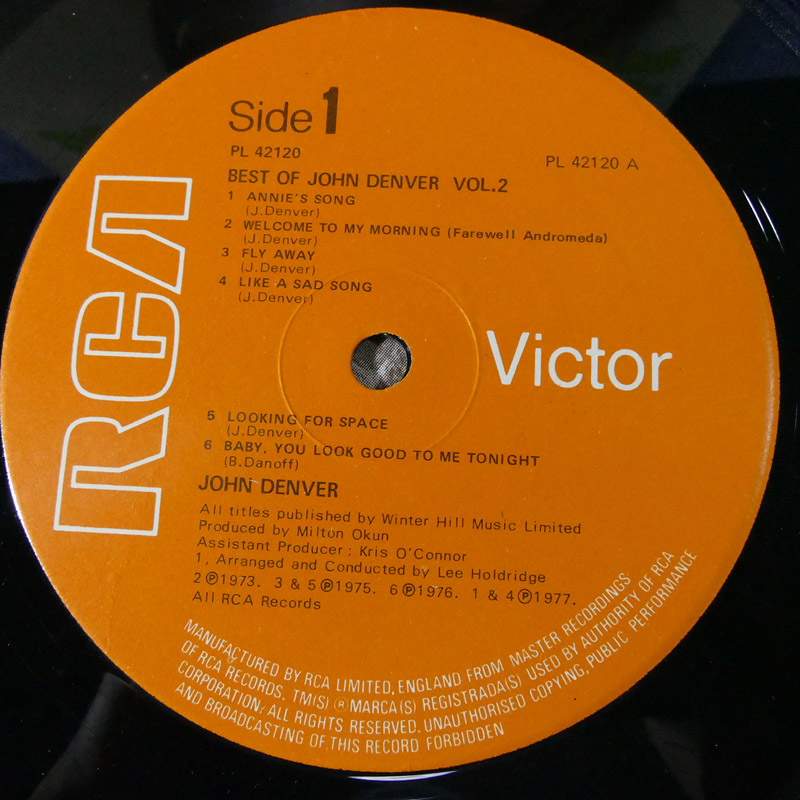 Side 1
PL 42120
PL 42120 A
BEST OF JOHN DENVER VOL.2
1 ANNIE'S SONG
(J.Denver)
2 WELCOME TO MY MORNING (Farewell Andromeda)
(J.Denver)
3 FLY AWAY
(J.Denver)
4 LIKE A SAD SONG
(J.Denver)
RCA
Victor
5 LOOKING FOR SPACE
(J.Denver)
6 BABY, YOU LOOK GOOD TO ME TONIGHT
(B.Danoff)
JOHN DENVER
All titles published by Winter Hill Music Limited
Produced by Milton Okun
Assistant Producer : Kris O'Connor
1, Arranged and Conducted by Lee Holdridge
2 ℗1973. 3 & 5 ℗1975. 6 ℗1976. 1 & 4 ℗1977.
All RCA Records
MANUFACTURED BY RCA LIMITED, ENGLAND FROM MASTER RECORDINGS
OF RCA RECORDS. TM(S) ® MARCA(S) REGISTRADA(S) USED BY AUTHORITY OF RCA
CORPORATION, ALL RIGHTS RESERVED. UNAUTHORISED COPYING, PUBLIC PERFORMANCE
AND BROADCASTING OF THIS RECORD FORBIDDEN